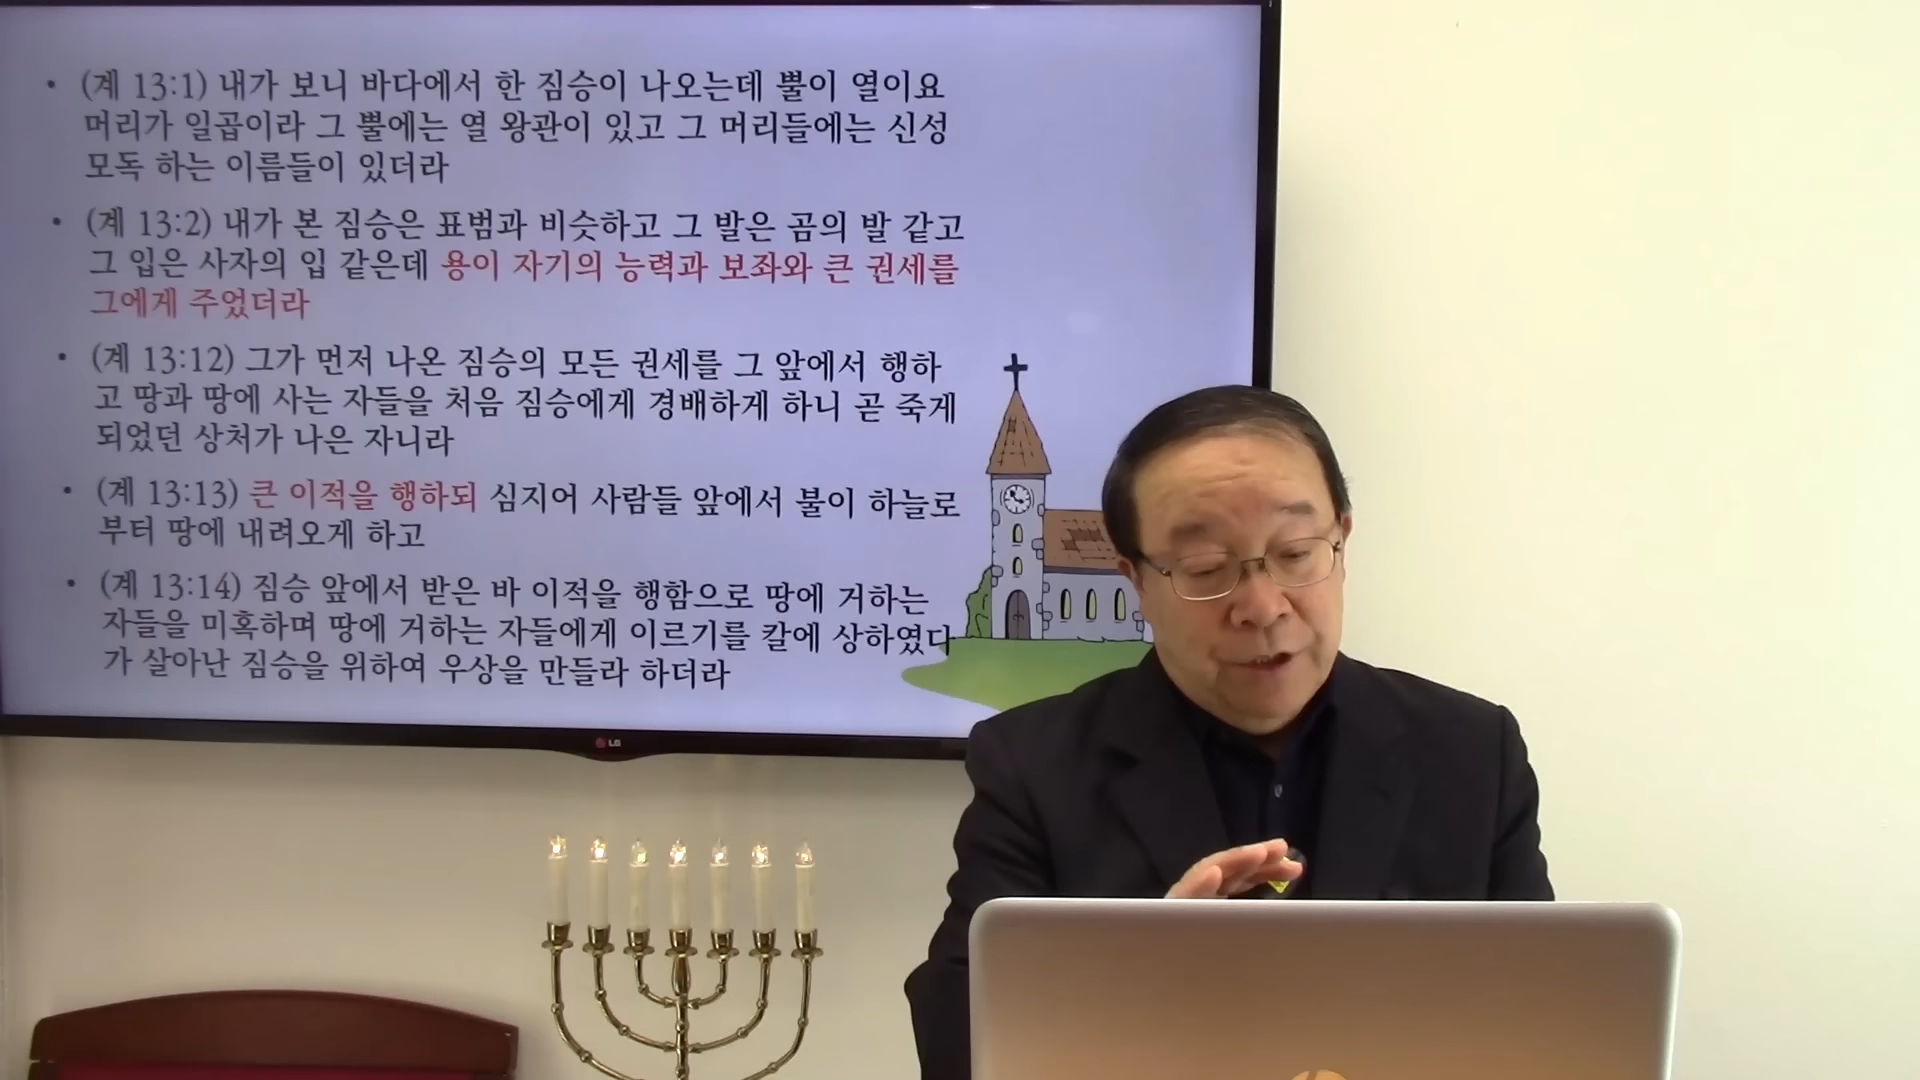 • (계 13:1) 내가 보니 바다에서 한 짐승이 나오는데 뿔이 열이요
머리가 일곱이라 그 뿔에는 열 왕관이 있고 그 머리들에는 신성
모독 하는 이름들이 있더라
• (계 13:2) 내가 본 짐승은 표범과 비슷하고 그 발은 곰의 발 같고
그 입은 사자의 입 같은데 용이 자기의 능력과 보좌와 큰 권세를
그에게 주었더라
• (계 13:12) 그가 먼저 나온 짐승의 모든 권세를 그 앞에서 행하
고 땅과 땅에 사는 자들을 처음 짐승에게 경배하게 하니 곧 죽게
되었던 상처가 나은 자니라
• (계 13:13) 큰 이적을 행하되 심지어 사람들 앞에서 불이 하늘로
부터 땅에 내려오게 하고
• (계 13:14) 짐승 앞에서 받은 바 이적을 행함으로 땅에 거하는
자들을 미혹하며 땅에 거하는 자들에게 이르기를 칼에 상하였다
가 살아난 짐승을 위하여 우상을 만들라 하더라
LG